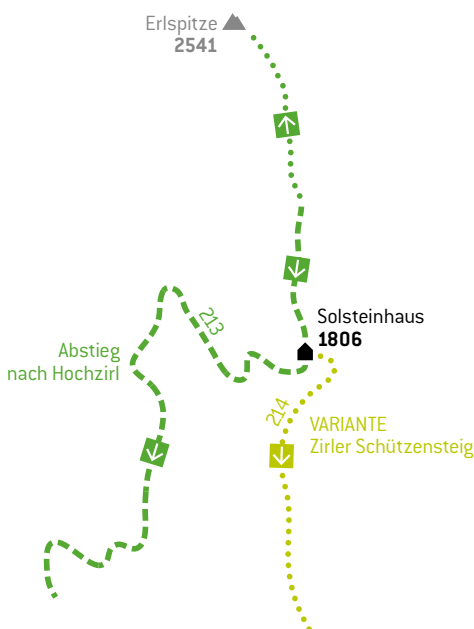 Erlspitze
2541
Solsteinhaus
1806
213
Abstieg
nach Hochzirl
214
VARIANTE
Zirler Schützensteig